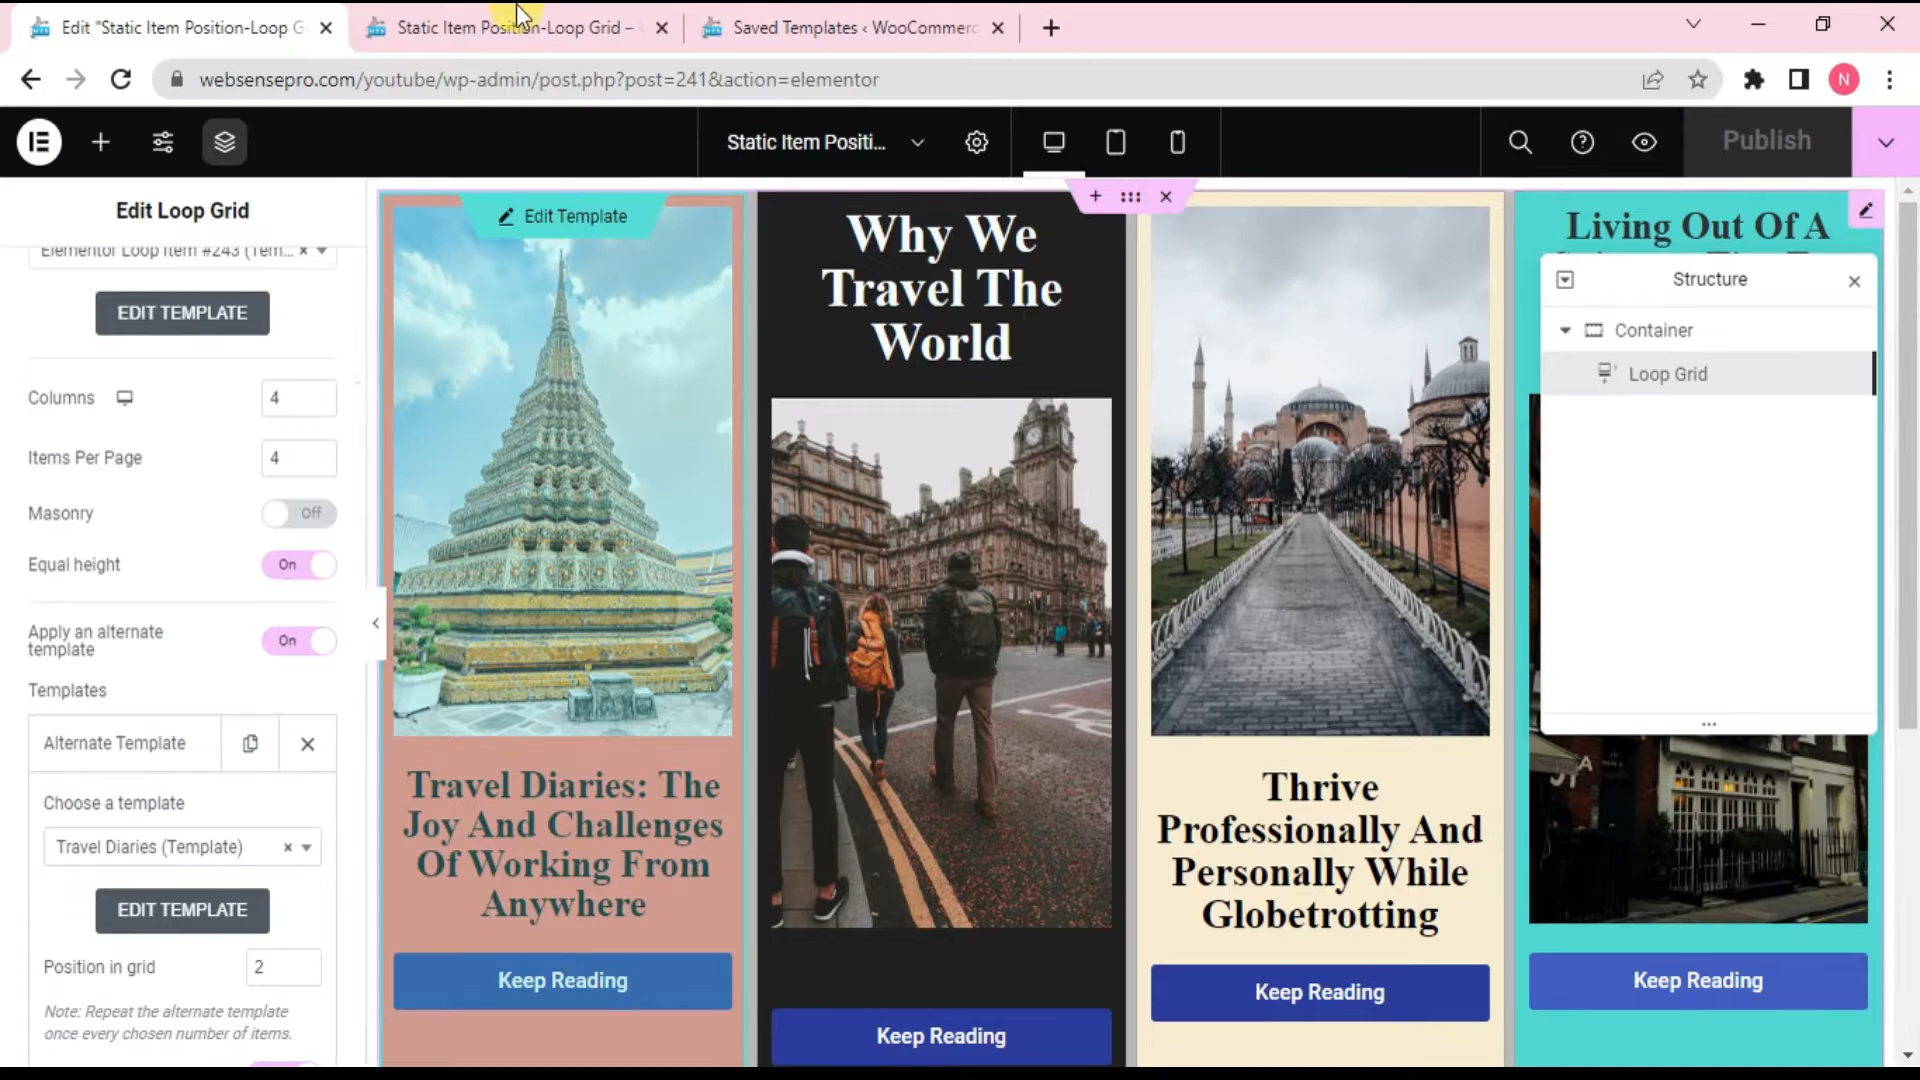 Edit "Static Item Position-Loop G
Static Item Position-Loop Grid –
Saved Templates ‹ WooCommerc
websensepro.com/youtube/wp-admin/post.php?post=241&action=elementor
N
Static Item Positi...
Publish
Edit Loop Grid
Elementor Loop Item #243 (Tem...
EDIT TEMPLATE
Columns
4
Items Per Page
4
Masonry
Off
Equal height
On
Apply an alternate
template
On
Templates
Alternate Template
Choose a template
Travel Diaries (Template)
EDIT TEMPLATE
Position in grid
2
Note: Repeat the alternate template
once every chosen number of items.
Edit Template
Travel Diaries: The
Joy And Challenges
Of Working From
Anywhere
Keep Reading
Why We
Travel The
World
Keep Reading
Thrive
Professionally And
Personally While
Globetrotting
Keep Reading
Living Out Of A
Keep Reading
Structure
Container
Loop Grid